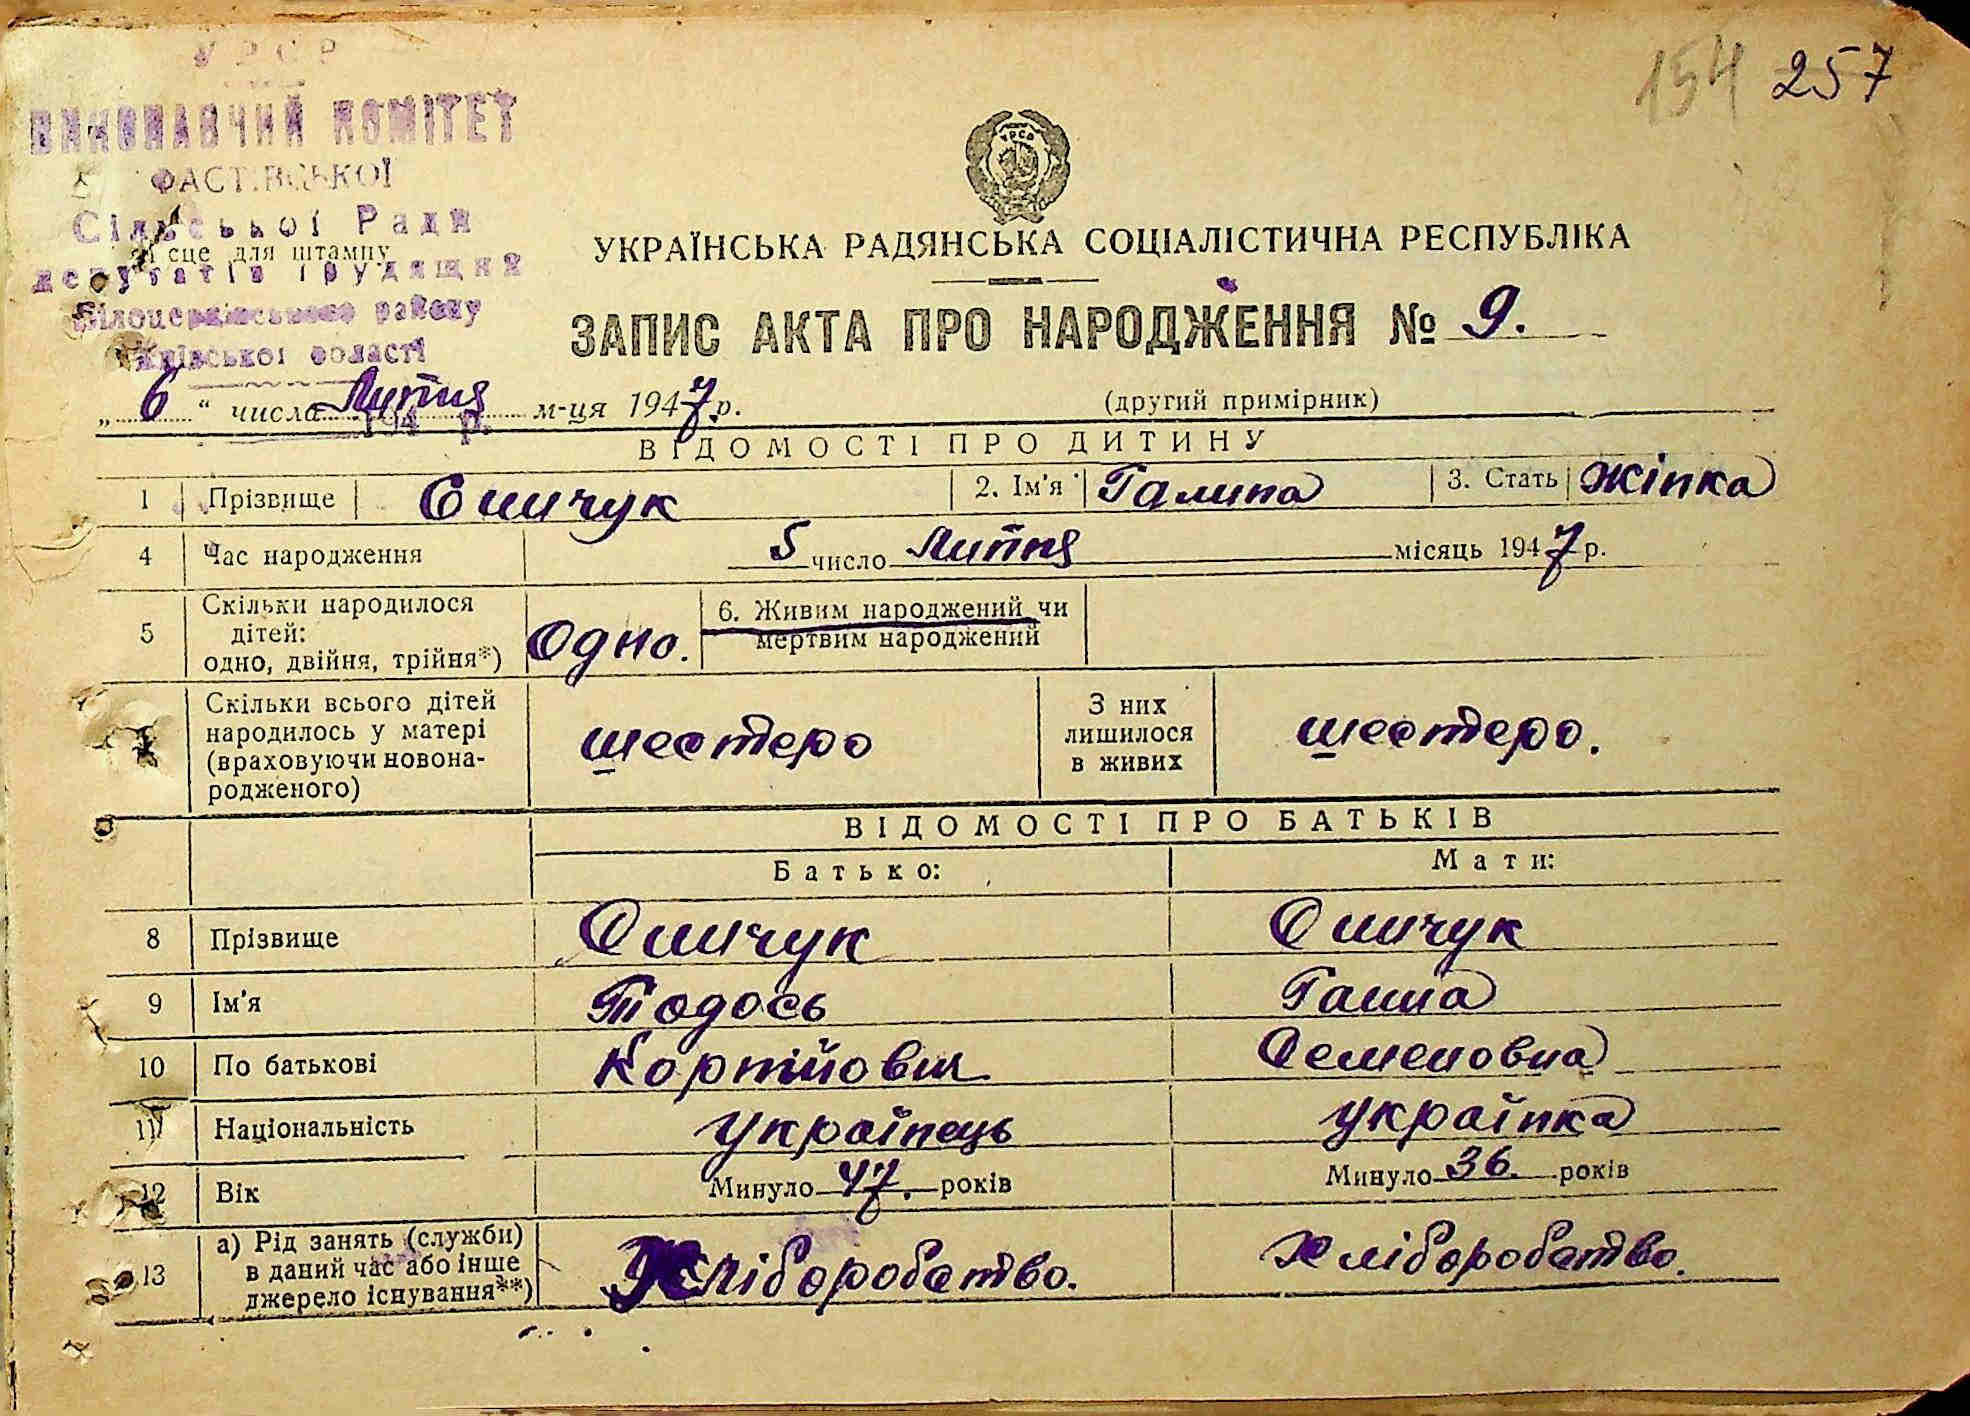 УРСР
154 257
ВИКОНАВЧИЙ КОМІТЕТ
ФАСТІВСЬКОЇ
Сільської Ради
Місце для штампу
депутатів трудящих
Білоцерківського району
Київської області
194 р.
УКРАЇНСЬКА РАДЯНСЬКА СОЦІАЛІСТИЧНА РЕСПУБЛІКА
ЗАПИС АКТА ПРО НАРОДЖЕННЯ № 9.
„ 6 “ числа Липня м-ця 1947 р. (другий примірник)
ВІДОМОСТІ ПРО ДИТИНУ
1 Прізвище Симчук 2. Ім'я Галина 3. Стать Жінка
4 Час народження 5 число Липня місяць 1947 р.
5 Скільки народилося дітей: одно, двійня, трійня*) Одно. 6. Живим народжений чи мертвим народжений
Скільки всього дітей народилось у матері (враховуючи новонародженого) шестеро З них лишилося в живих шестеро.
ВІДОМОСТІ ПРО БАТЬКІВ
Батько: Мати:
8 Прізвище Симчук Симчук
9 Ім'я Тодось Ганна
10 По батькові Кортійович Семеновна
11 Національність українець українка
12 Вік Минуло 47. років Минуло 36. років
13 а) Рід занять (служби) в даний час або інше джерело існування**) Хліборобство. Хліборобство.